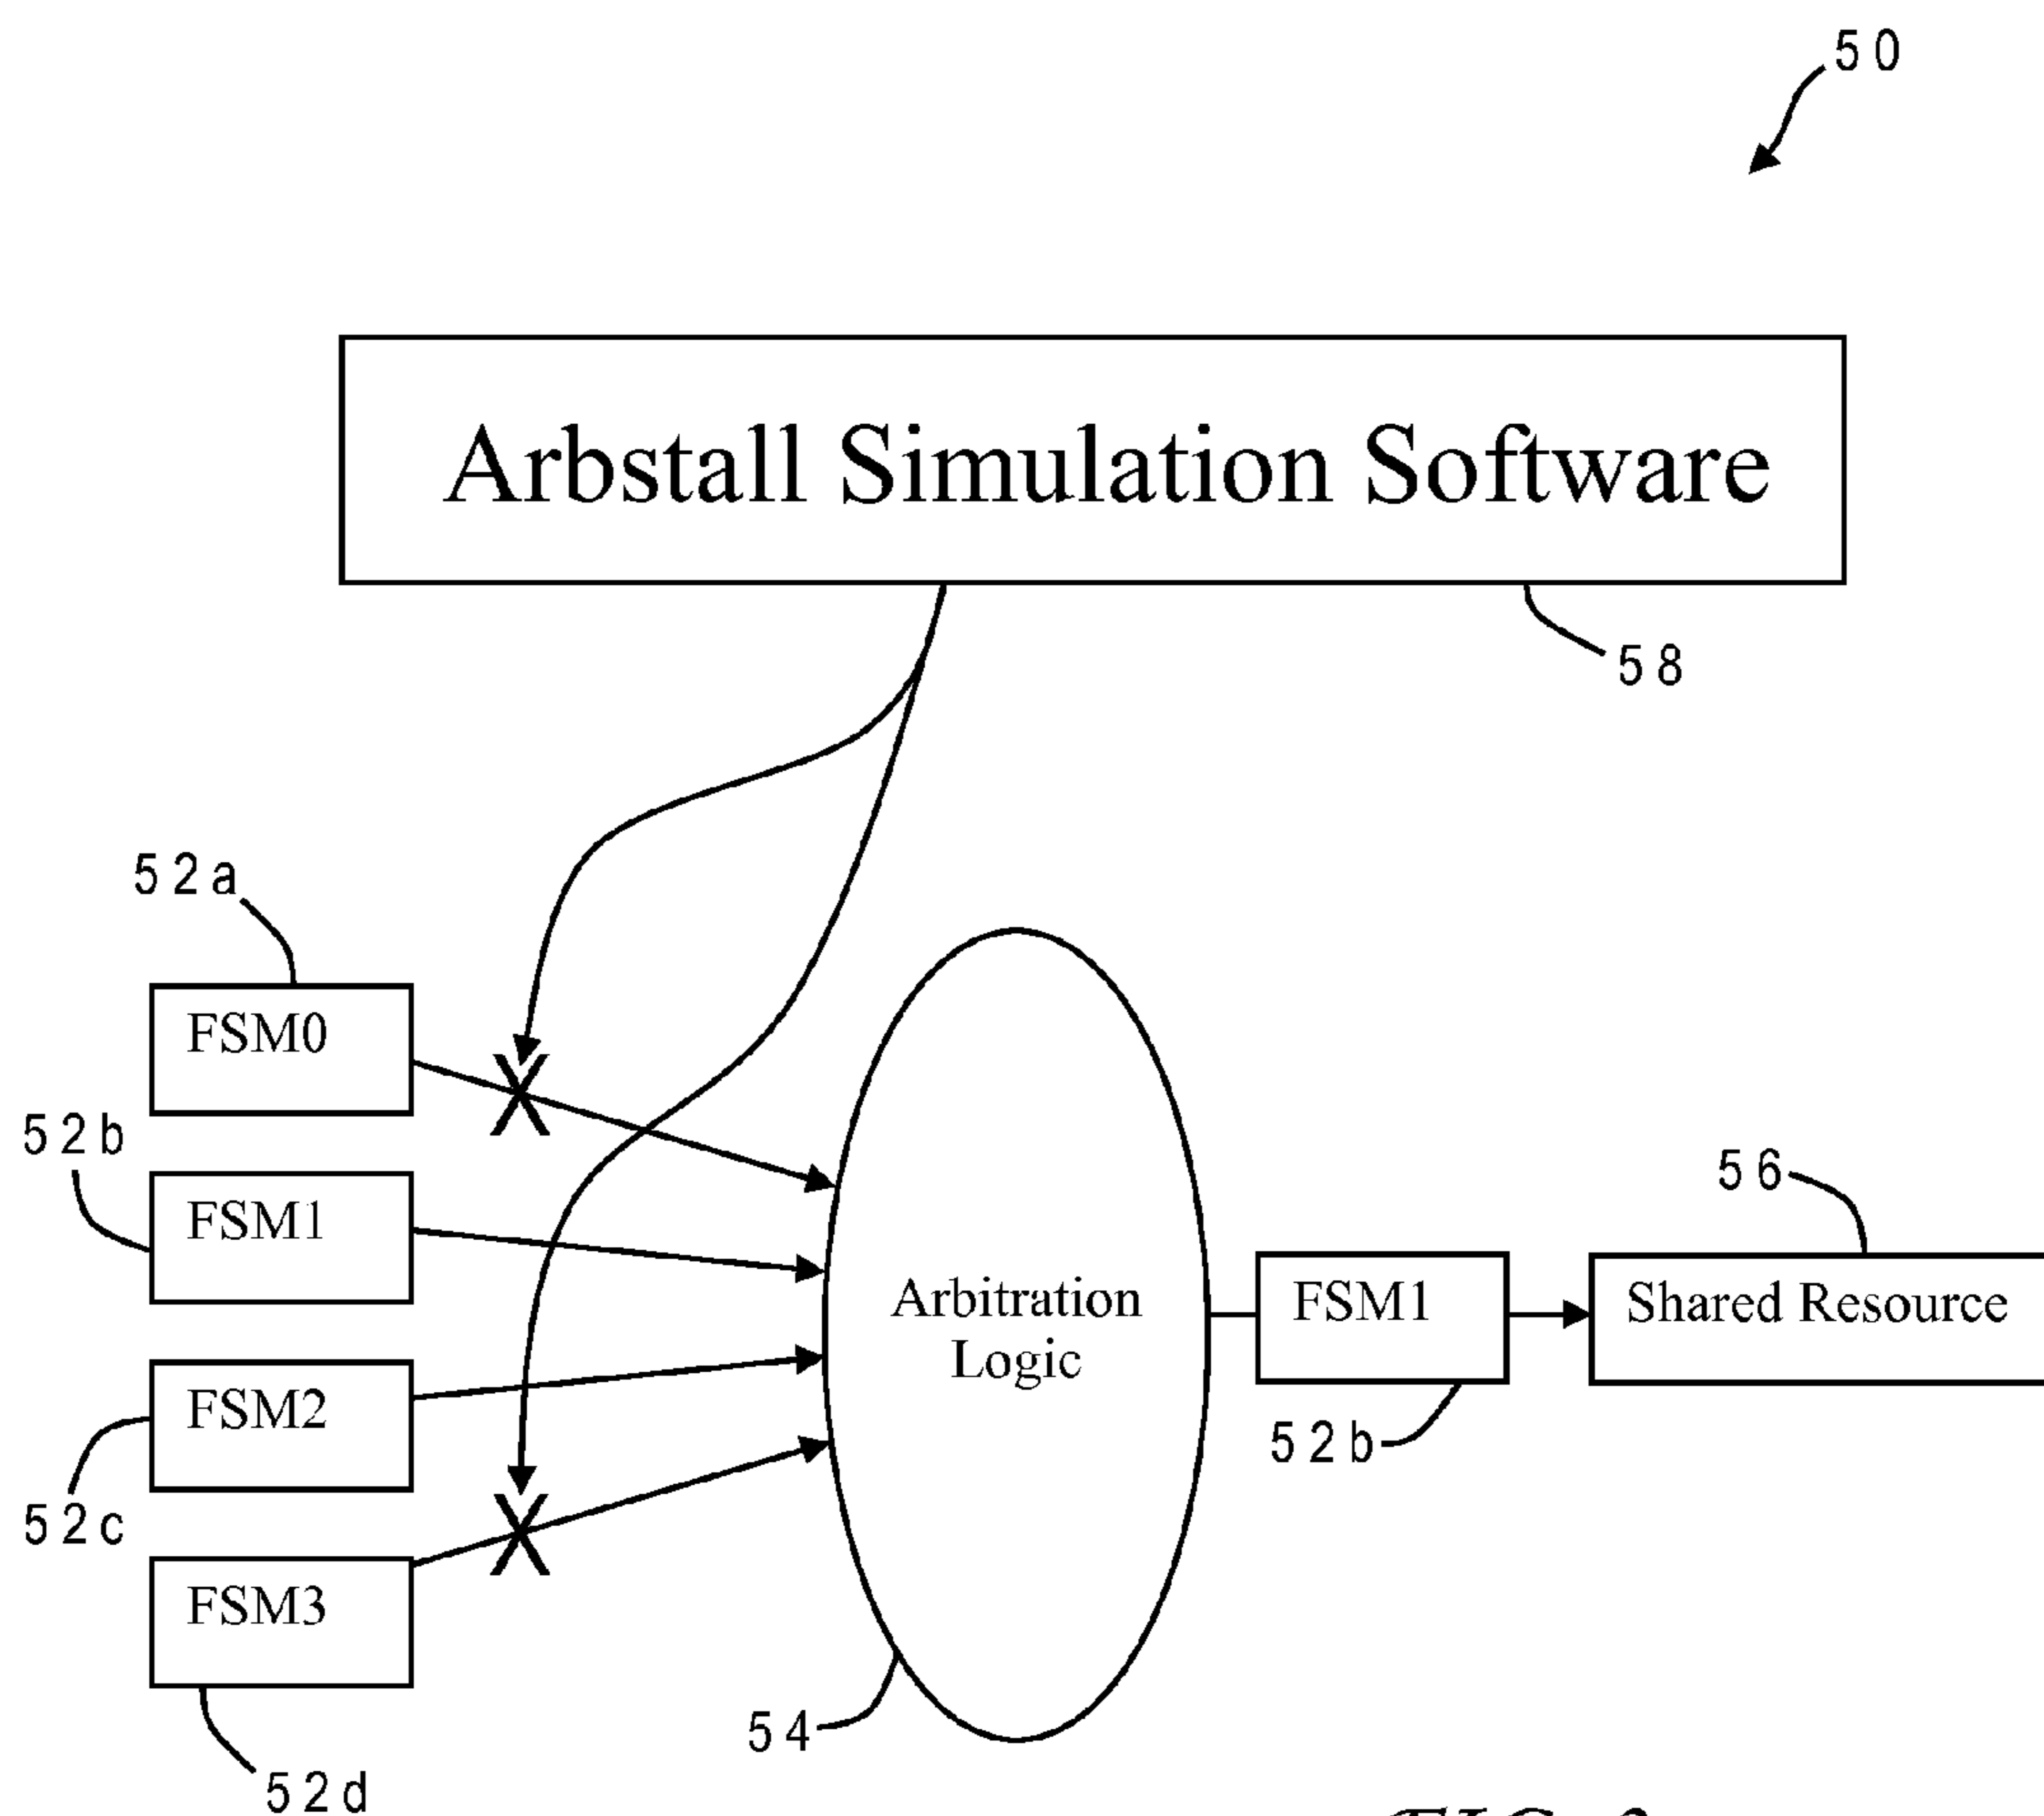 50
Arbstall Simulation Software
58
52a
FSM0
52b
FSM1
56
Arbitration
Logic
FSM1
Shared Resource
FSM2
52b
52c
FSM3
54
52d
X
X